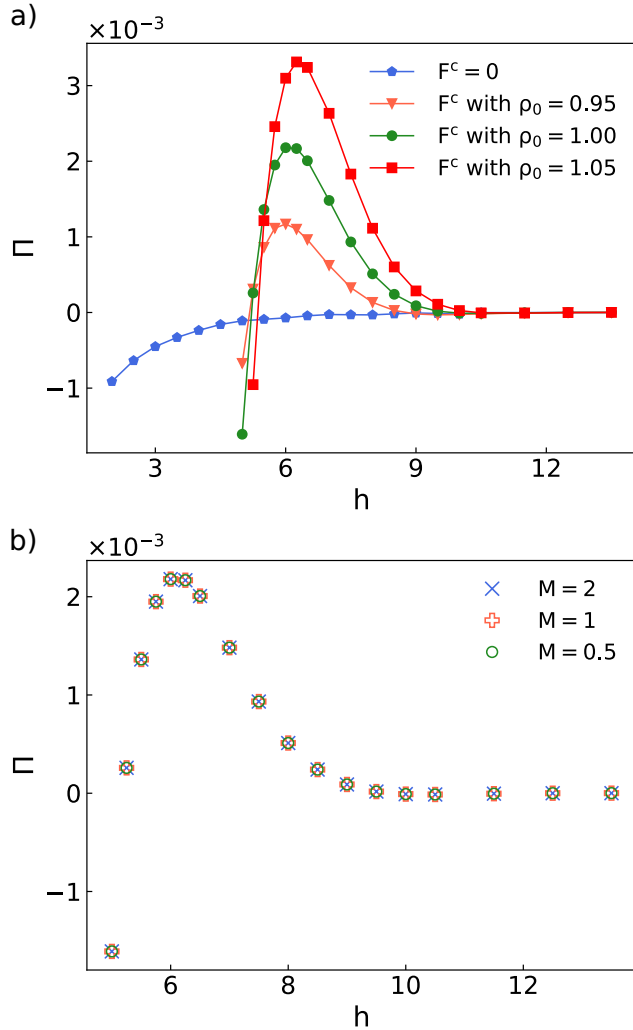 a)
×10⁻³
3
2
1
0
−1
Π
F^c = 0
F^c with ρ₀ = 0.95
F^c with ρ₀ = 1.00
F^c with ρ₀ = 1.05
3 6 9 12
h
b)
×10⁻³
2
1
0
−1
Π
M = 2
M = 1
M = 0.5
6 8 10 12
h